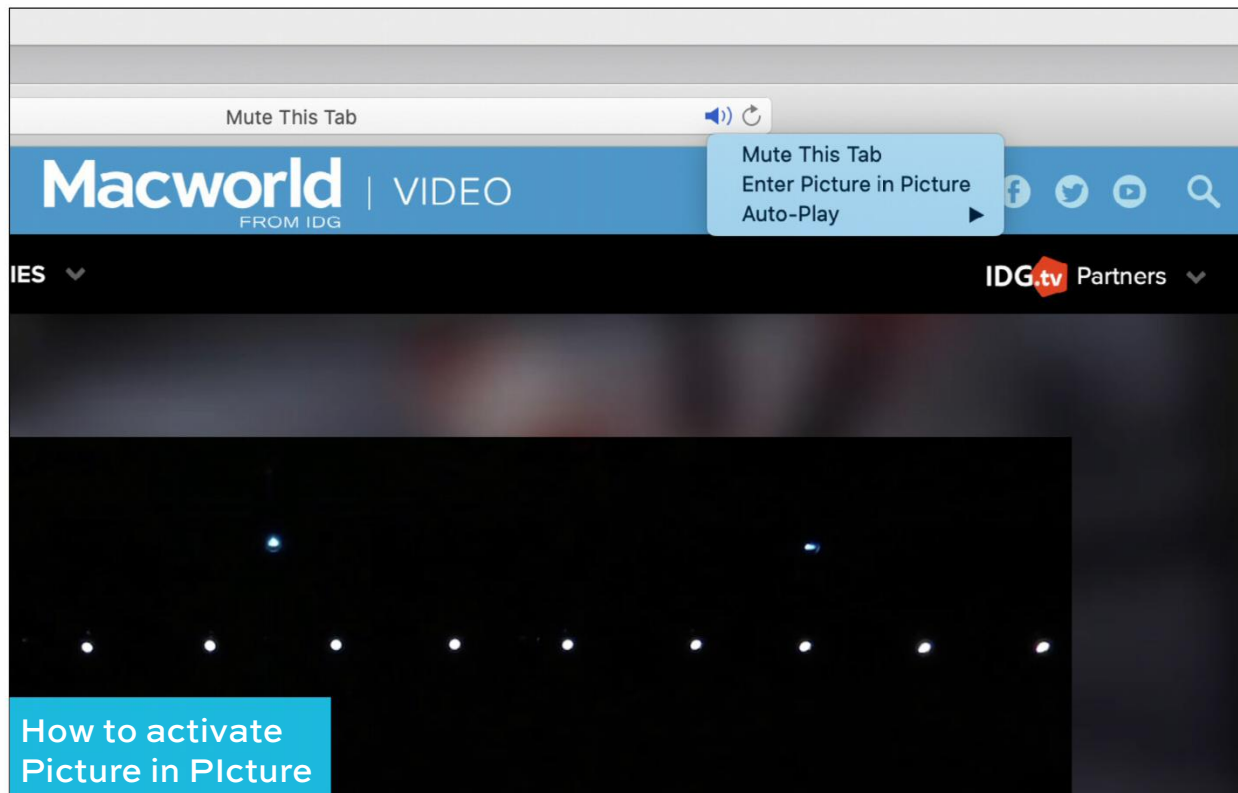 Mute This Tab
Mute This Tab
Enter Picture in Picture
Auto-Play
Macworld | VIDEO
FROM IDG
IES
IDG.tv Partners
How to activate
Picture in PIcture